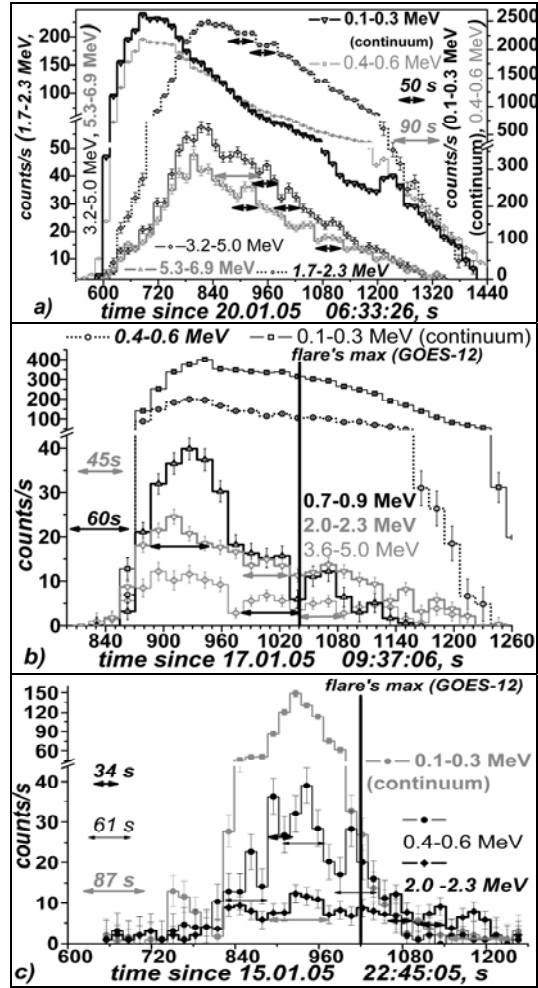 0.1-0.3 MeV
(continuum)
0.4-0.6 MeV
50 s
90 s
counts/s (1.7-2.3 MeV,
3.2-5.0 MeV, 5.3-6.9 MeV)
counts/s (0.1-0.3 MeV
(continuum), 0.4-0.6 MeV)
200
150
100
50
40
30
20
10
2500
2000
1500
1000
500
300
200
100
0
3.2-5.0 MeV
5.3-6.9 MeV 1.7-2.3 MeV
600 720 840 960 1080 1200 1320 1440
a) time since 20.01.05 06:33:26, s
0.4-0.6 MeV 0.1-0.3 MeV (continuum)
flare's max (GOES-12)
400
300
200
100
40
30
20
10
0
counts/s
45s
60s
0.7-0.9 MeV
2.0-2.3 MeV
3.6-5.0 MeV
840 900 960 1020 1080 1140 1200 1260
b) time since 17.01.05 09:37:06, s
flare's max (GOES-12)
150
120
90
60
40
30
20
10
0
counts/s
34 s
61 s
87 s
0.1-0.3 MeV
(continuum)
0.4-0.6 MeV
2.0 -2.3 MeV
600 720 840 960 1080 1200
c) time since 15.01.05 22:45:05, s